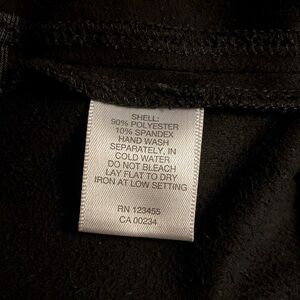 SHELL:
90% POLYESTER
10% SPANDEX
HAND WASH
SEPARATELY, IN
COLD WATER
DO NOT BLEACH
LAY FLAT TO DRY
IRON AT LOW SETTING
RN 123455
CA 00234